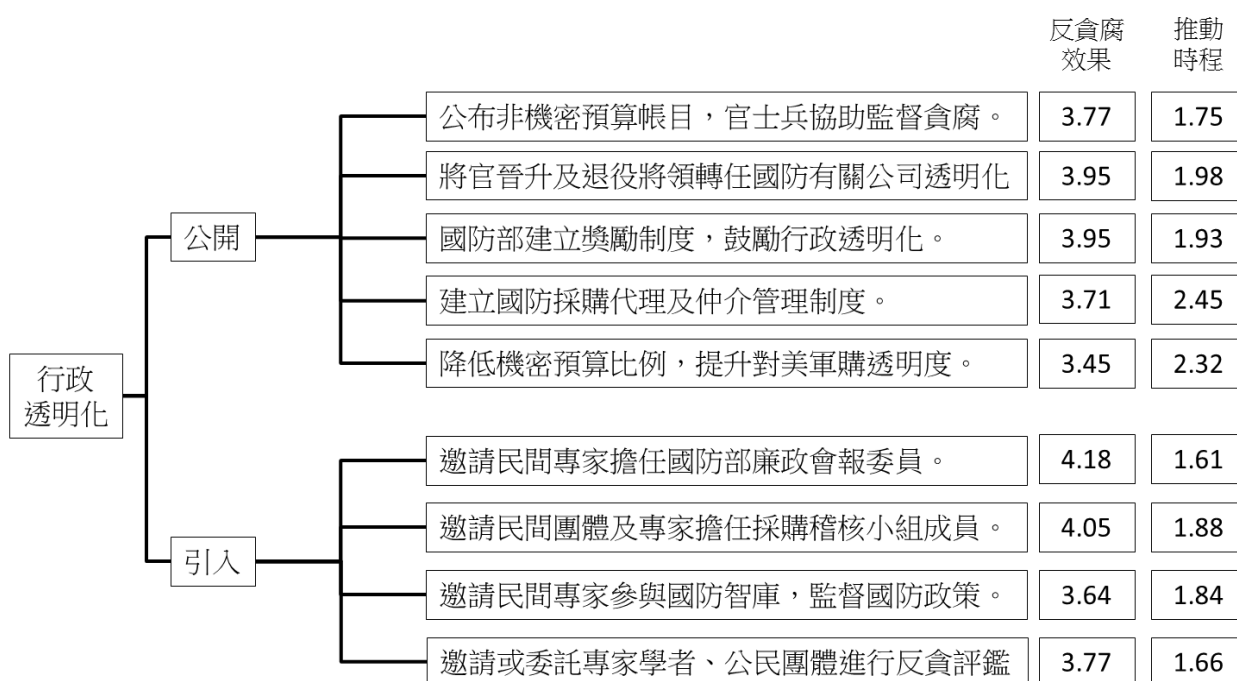 反貪腐
效果
推動
時程
公布非機密預算帳目，官士兵協助監督貪腐。 3.77 1.75
將官晉升及退役將領轉任國防有關公司透明化 3.95 1.98
公開
國防部建立獎勵制度，鼓勵行政透明化。 3.95 1.93
建立國防採購代理及仲介管理制度。 3.71 2.45
降低機密預算比例，提升對美軍購透明度。 3.45 2.32
行政
透明化
邀請民間專家擔任國防部廉政會報委員。 4.18 1.61
邀請民間團體及專家擔任採購稽核小組成員。 4.05 1.88
引入
邀請民間專家參與國防智庫，監督國防政策。 3.64 1.84
邀請或委託專家學者、公民團體進行反貪評鑑 3.77 1.66